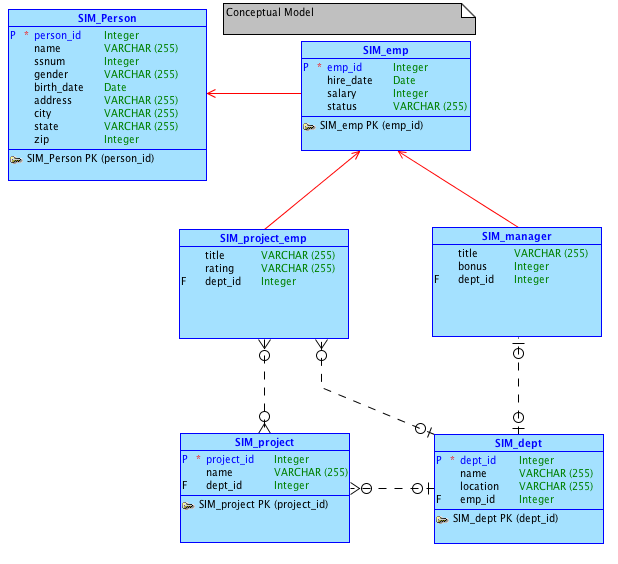 SIM_Person
P * person_id Integer
name VARCHAR (255)
ssnum Integer
gender VARCHAR (255)
birth_date Date
address VARCHAR (255)
city VARCHAR (255)
state VARCHAR (255)
zip Integer
SIM_Person PK (person_id)
Conceptual Model
SIM_emp
P * emp_id Integer
hire_date Date
salary Integer
status VARCHAR (255)
SIM_emp PK (emp_id)
SIM_project_emp
title VARCHAR (255)
rating VARCHAR (255)
F dept_id Integer
SIM_manager
title VARCHAR (255)
bonus Integer
F dept_id Integer
SIM_project
P * project_id Integer
name VARCHAR (255)
F dept_id Integer
SIM_project PK (project_id)
SIM_dept
P * dept_id Integer
name VARCHAR (255)
location VARCHAR (255)
F emp_id Integer
SIM_dept PK (dept_id)